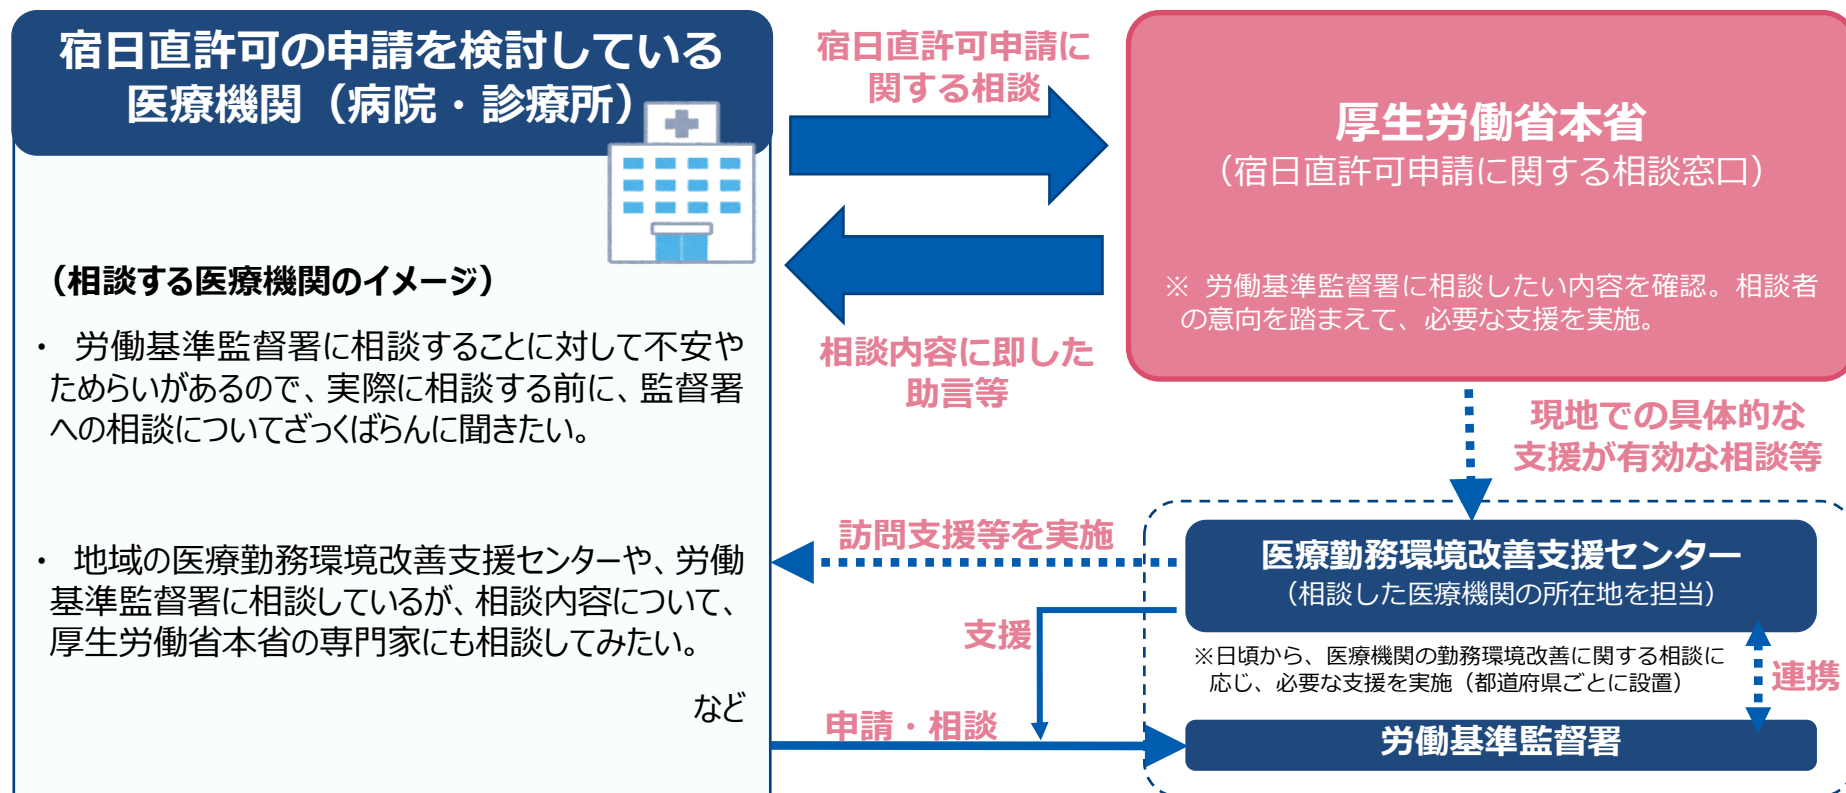 宿日直許可の申請を検討している
医療機関（病院・診療所）
（相談する医療機関のイメージ）
・ 労働基準監督署に相談することに対して不安や
ためらいがあるので、実際に相談する前に、監督署
への相談についてざっくばらんに聞きたい。
・ 地域の医療勤務環境改善支援センターや、労働
基準監督署に相談しているが、相談内容について、
厚生労働省本省の専門家にも相談してみたい。
など
宿日直許可申請に
関する相談
相談内容に即した
助言等
厚生労働省本省
（宿日直許可申請に関する相談窓口）
※ 労働基準監督署に相談したい内容を確認。相談者
の意向を踏まえて、必要な支援を実施。
現地での具体的な
支援が有効な相談等
訪問支援等を実施
医療勤務環境改善支援センター
（相談した医療機関の所在地を担当）
支援
※日頃から、医療機関の勤務環境改善に関する相談に
応じ、必要な支援を実施（都道府県ごとに設置）
連携
申請・相談
労働基準監督署